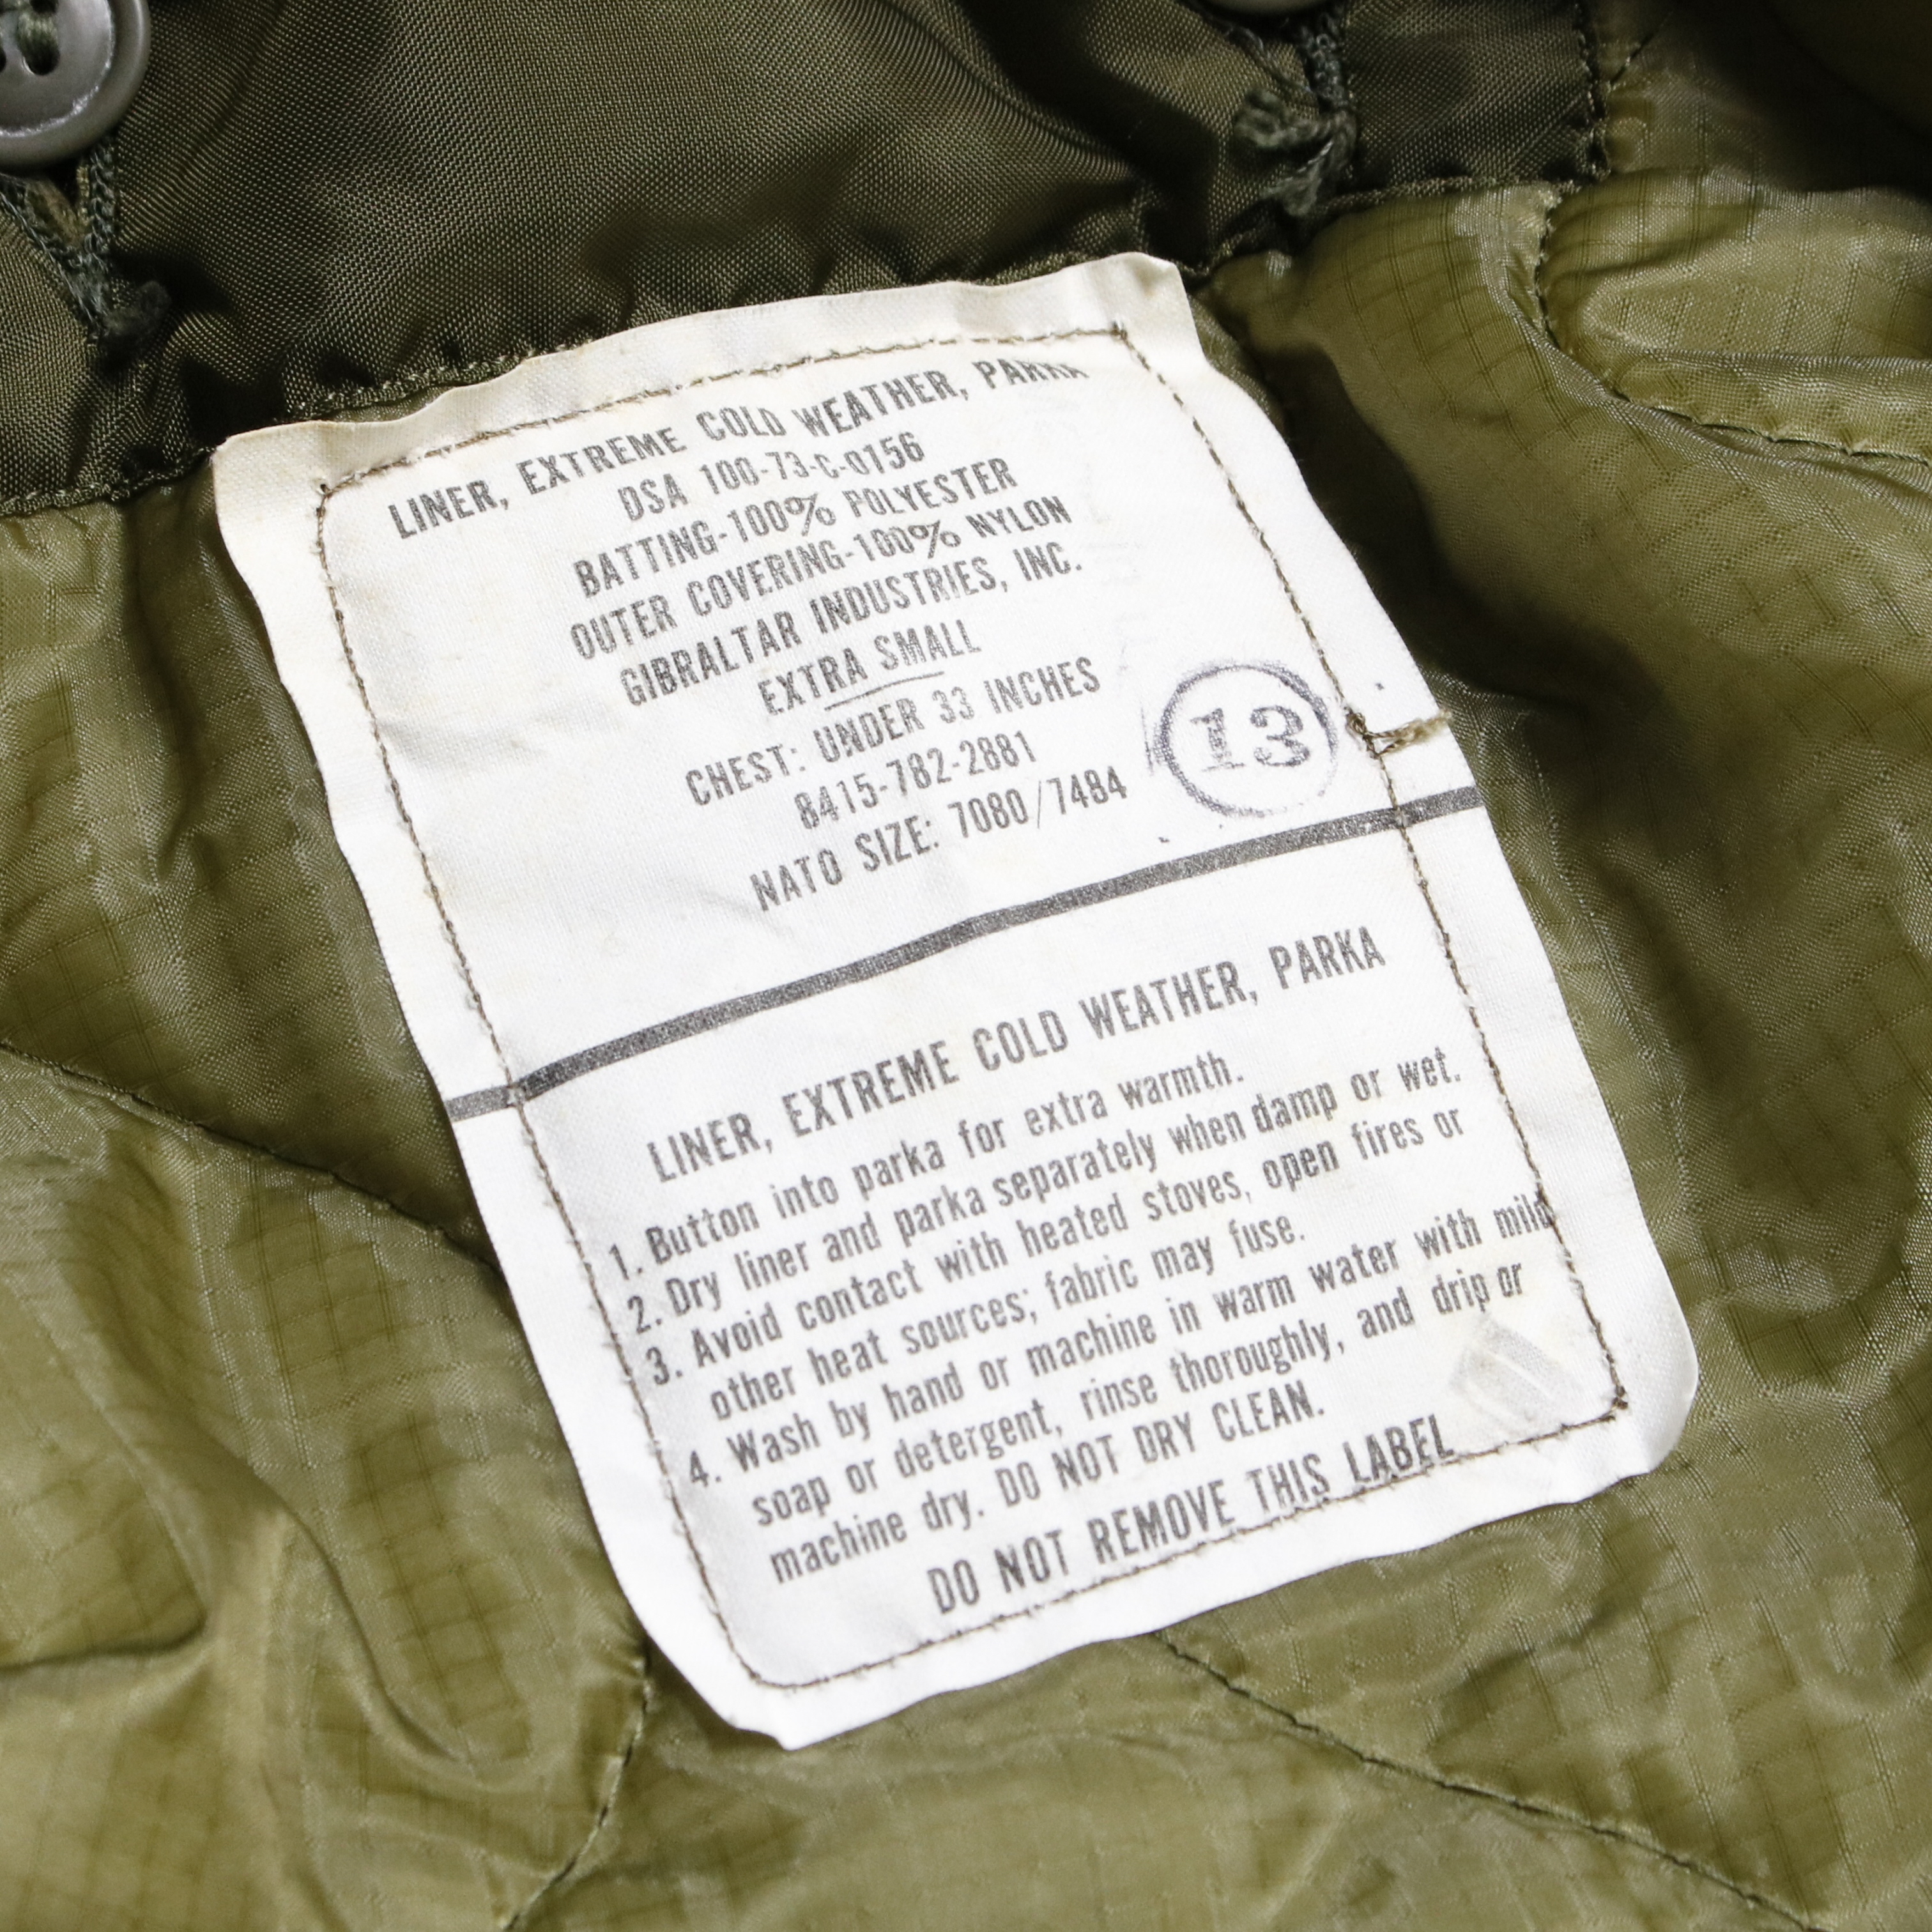 LINER, EXTREME COLD WEATHER, PARKA
DSA 100-73-C-0156
BATTING-100% POLYESTER
OUTER COVERING-100% NYLON
GIBRALTAR INDUSTRIES, INC.
EXTRA SMALL
CHEST: UNDER 33 INCHES
8415-782-2881
NATO SIZE: 7080/7484
13
LINER, EXTREME COLD WEATHER, PARKA
1. Button into parka for extra warmth.
2. Dry liner and parka separately when damp or wet.
3. Avoid contact with heated stoves, open fires or
other heat sources; fabric may fuse.
4. Wash by hand or machine in warm water with mild
soap or detergent, rinse thoroughly, and drip or
machine dry. DO NOT DRY CLEAN.
DO NOT REMOVE THIS LABEL